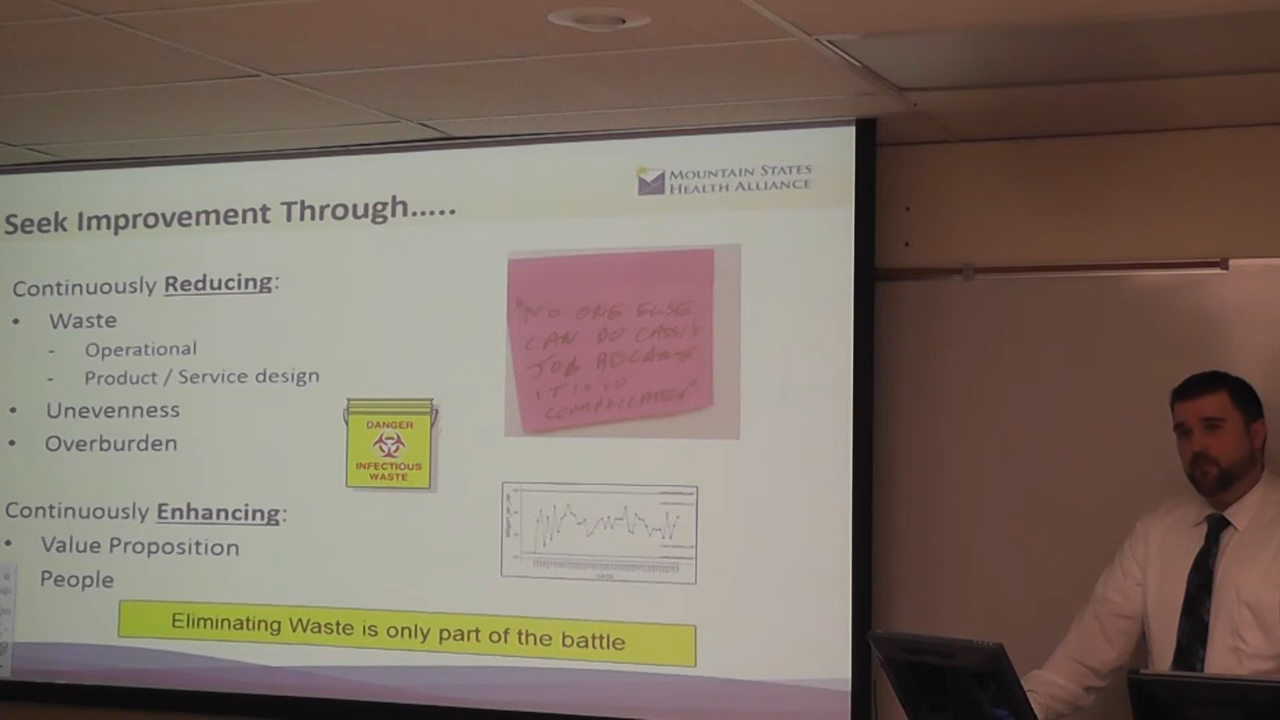 MOUNTAIN STATES
HEALTH ALLIANCE
Seek Improvement Through.....
Continuously Reducing:
• Waste
- Operational
- Product / Service design
• Unevenness
• Overburden
DANGER
INFECTIOUS
WASTE
"NO ONE ELSE
CAN DO CASSI'S
JOB BECAUSE
IT IS SO
COMPLICATED"
Continuously Enhancing:
• Value Proposition
People
DATE
Eliminating Waste is only part of the battle